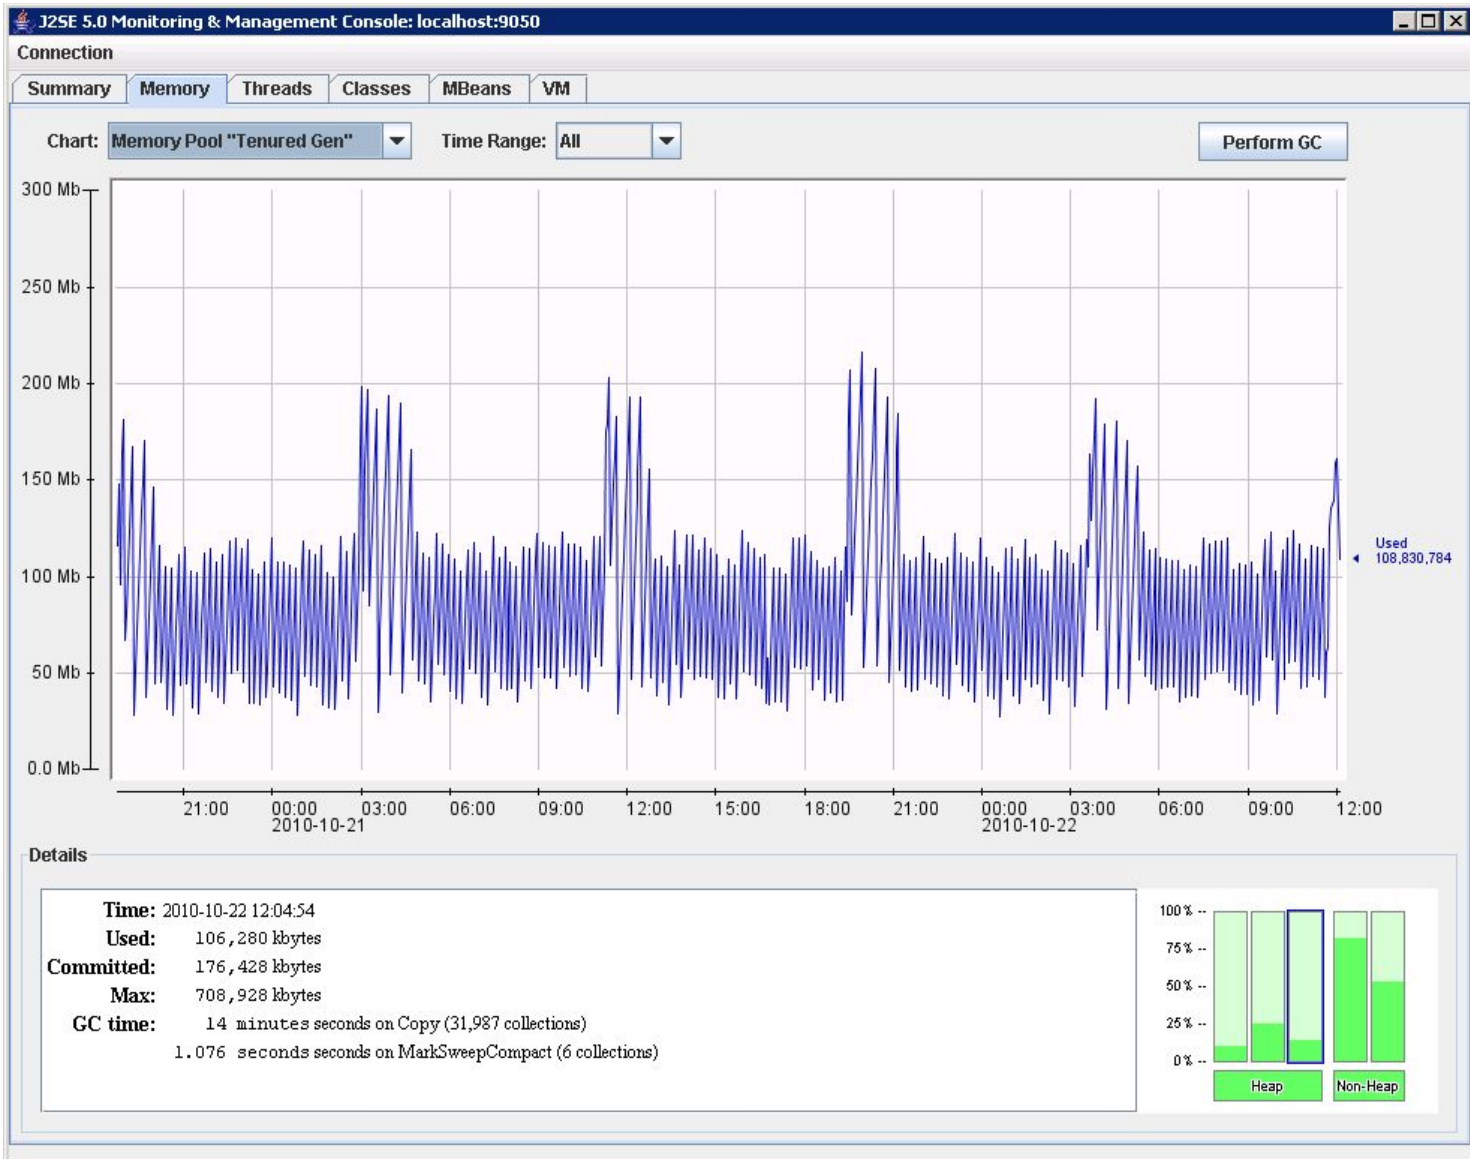 J2SE 5.0 Monitoring & Management Console: localhost:9050
Connection
Summary Memory Threads Classes MBeans VM
Chart: Memory Pool "Tenured Gen" Time Range: All Perform GC
300 Mb
250 Mb
200 Mb
150 Mb
100 Mb
50 Mb
0.0 Mb
Used
108,830,784
21:00 00:00 03:00 06:00 09:00 12:00 15:00 18:00 21:00 00:00 03:00 06:00 09:00 12:00
2010-10-21 2010-10-22
Details
Time: 2010-10-22 12:04:54
Used: 106,280 kbytes
Committed: 176,428 kbytes
Max: 708,928 kbytes
GC time: 14 minutes seconds on Copy (31,987 collections)
1.076 seconds seconds on MarkSweepCompact (6 collections)
100% --
75% --
50% --
25% --
0% --
Heap Non-Heap